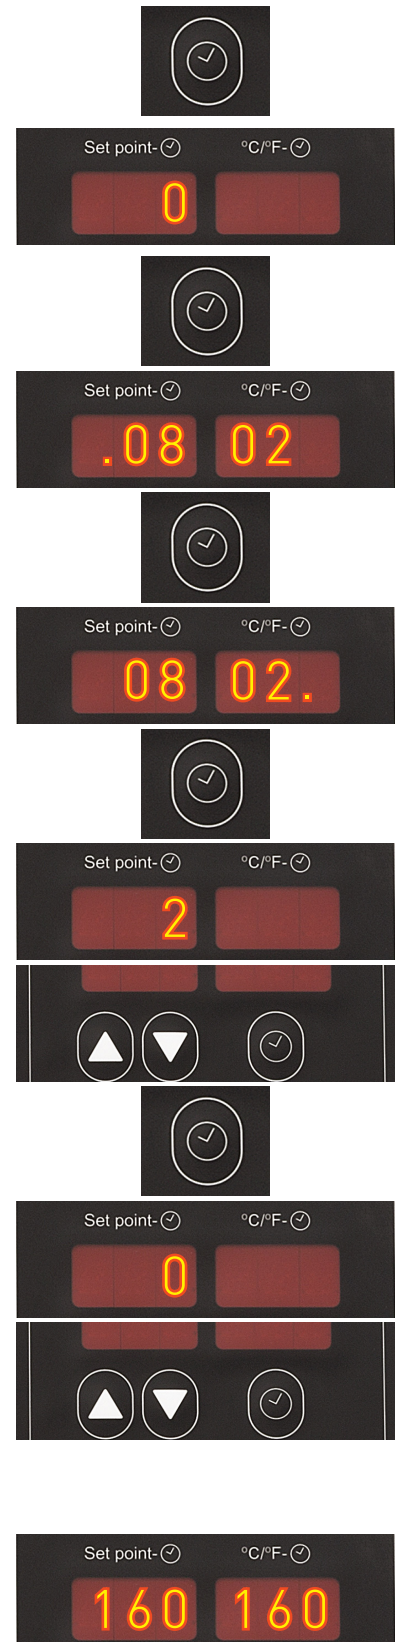 Set point- °C/°F-
0
Set point- °C/°F-
.08 02
Set point- °C/°F-
08 02.
Set point- °C/°F-
2
Set point- °C/°F-
0
Set point- °C/°F-
160 160